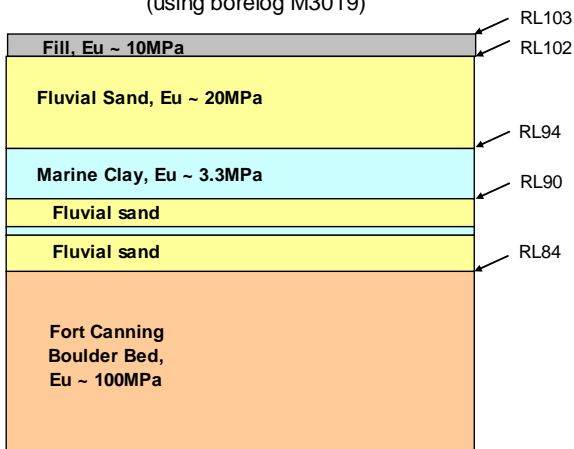 (using borelog M3019)
RL103
Fill, Eu ~ 10MPa
RL102
Fluvial Sand, Eu ~ 20MPa
RL94
Marine Clay, Eu ~ 3.3MPa
RL90
Fluvial sand
Fluvial sand
RL84
Fort Canning
Boulder Bed,
Eu ~ 100MPa